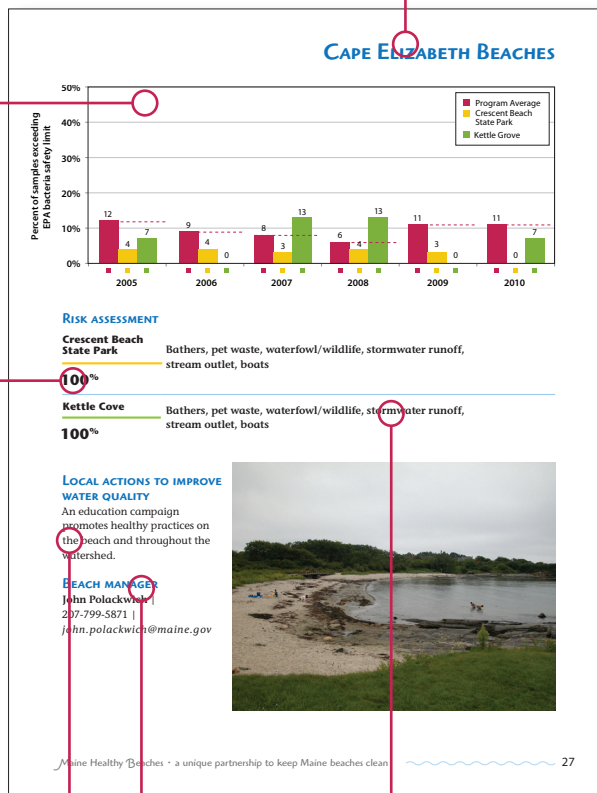 CAPE ELIZABETH BEACHES
Percent of samples exceeding
EPA bacteria safety limit
50%
40%
30%
20%
10%
0%
Program Average
Crescent Beach
State Park
Kettle Grove
12
4
7
9
4
0
8
3
13
6
4
13
11
3
0
11
0
7
2005
2006
2007
2008
2009
2010
RISK ASSESSMENT
Crescent Beach
State Park
100%
Bathers, pet waste, waterfowl/wildlife, stormwater runoff,
stream outlet, boats
Kettle Cove
100%
Bathers, pet waste, waterfowl/wildlife, stormwater runoff,
stream outlet, boats
LOCAL ACTIONS TO IMPROVE
WATER QUALITY
An education campaign
promotes healthy practices on
the beach and throughout the
watershed.
BEACH MANAGER
John Polackwich |
207-799-5871 |
john.polackwich@maine.gov
Maine Healthy Beaches · a unique partnership to keep Maine beaches clean
27